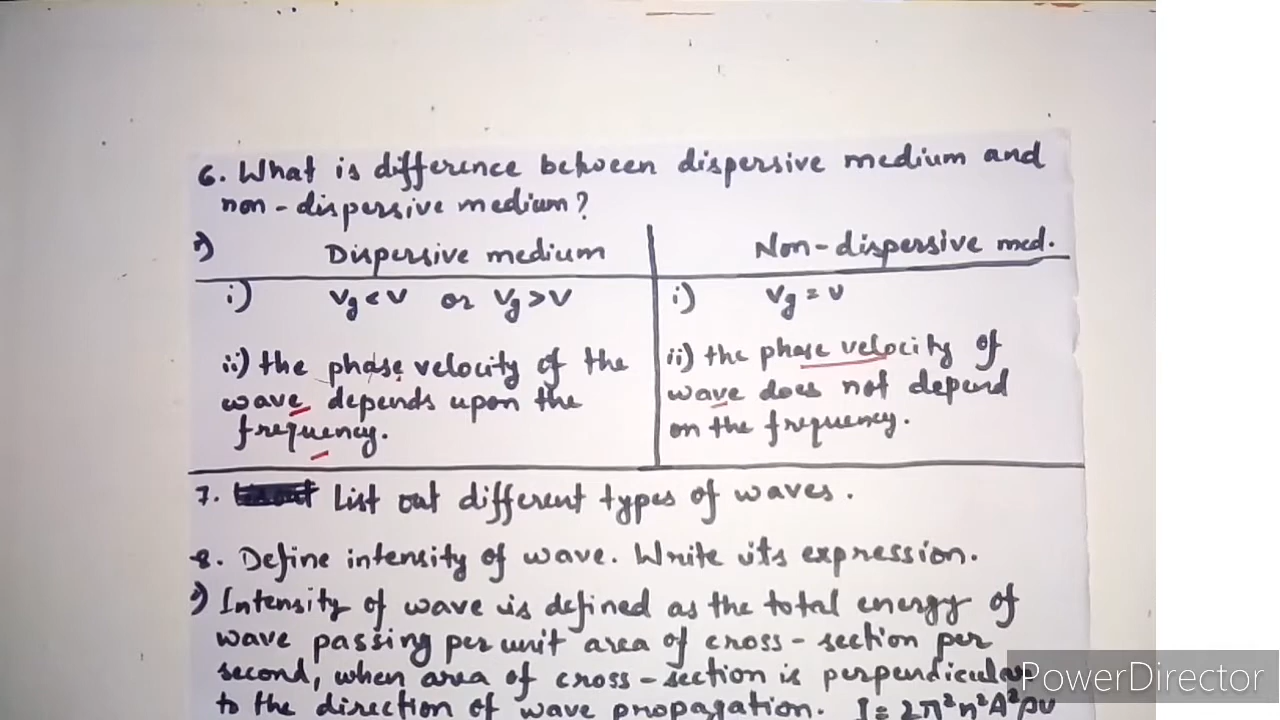 6. What is difference between dispersive medium and
non-dispersive medium?
Dispersive medium
Non-dispersive med.
i) Vg < V or Vg > V
i) Vg = V
ii) the phase velocity of the
wave depends upon the
frequency.
ii) the phase velocity of
wave does not depend
on the frequency.
7. List out different types of waves.
8. Define intensity of wave. Write its expression.
Intensity of wave is defined as the total energy of
wave passing per unit area of cross-section per
second, when area of cross-section is perpendicular
to the direction of wave propagation. I = 2π²n²A²ρv
PowerDirector